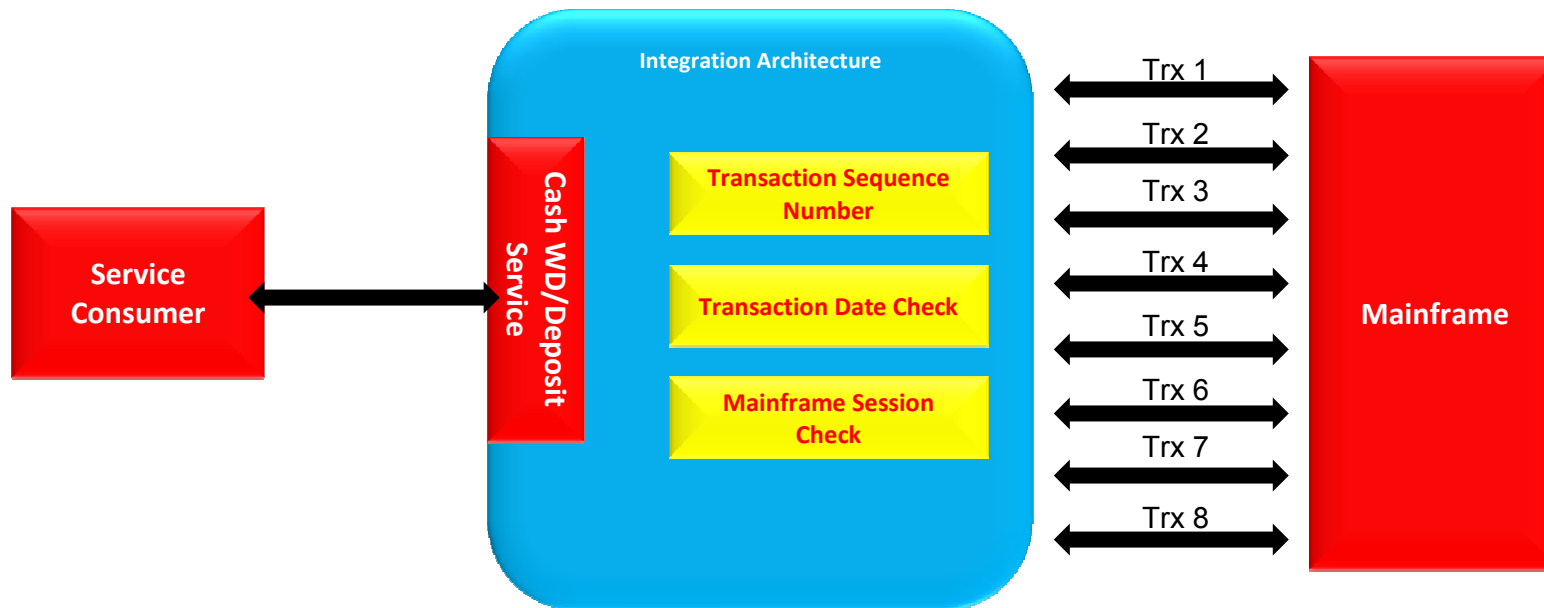 Integration Architecture
Service
Consumer
Cash WD/Deposit
Service
Transaction Sequence
Number
Transaction Date Check
Mainframe Session
Check
Trx 1
Trx 2
Trx 3
Trx 4
Trx 5
Trx 6
Trx 7
Trx 8
Mainframe